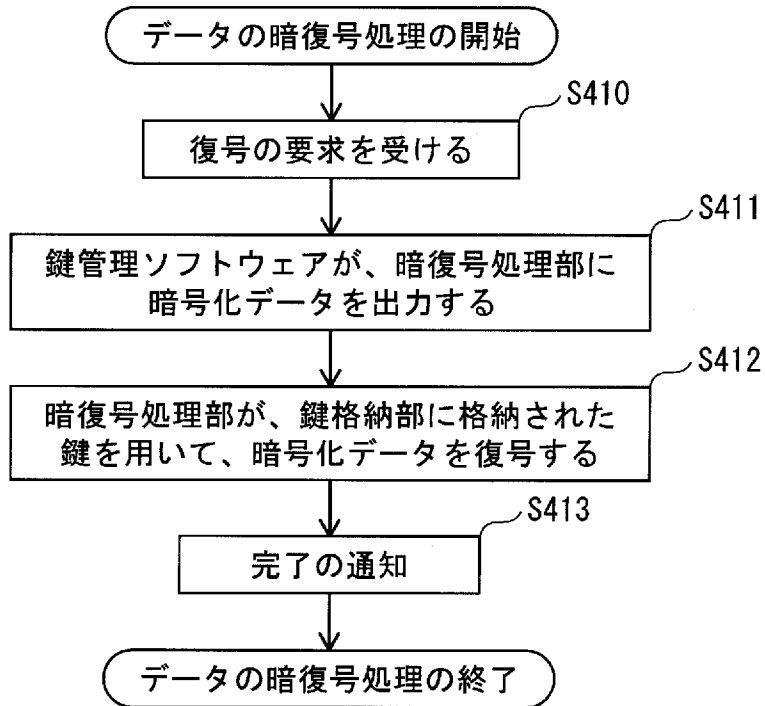 データの暗復号処理の開始
S410
復号の要求を受ける
S411
鍵管理ソフトウェアが、暗復号処理部に
暗号化データを出力する
S412
暗復号処理部が、鍵格納部に格納された
鍵を用いて、暗号化データを復号する
S413
完了の通知
データの暗復号処理の終了